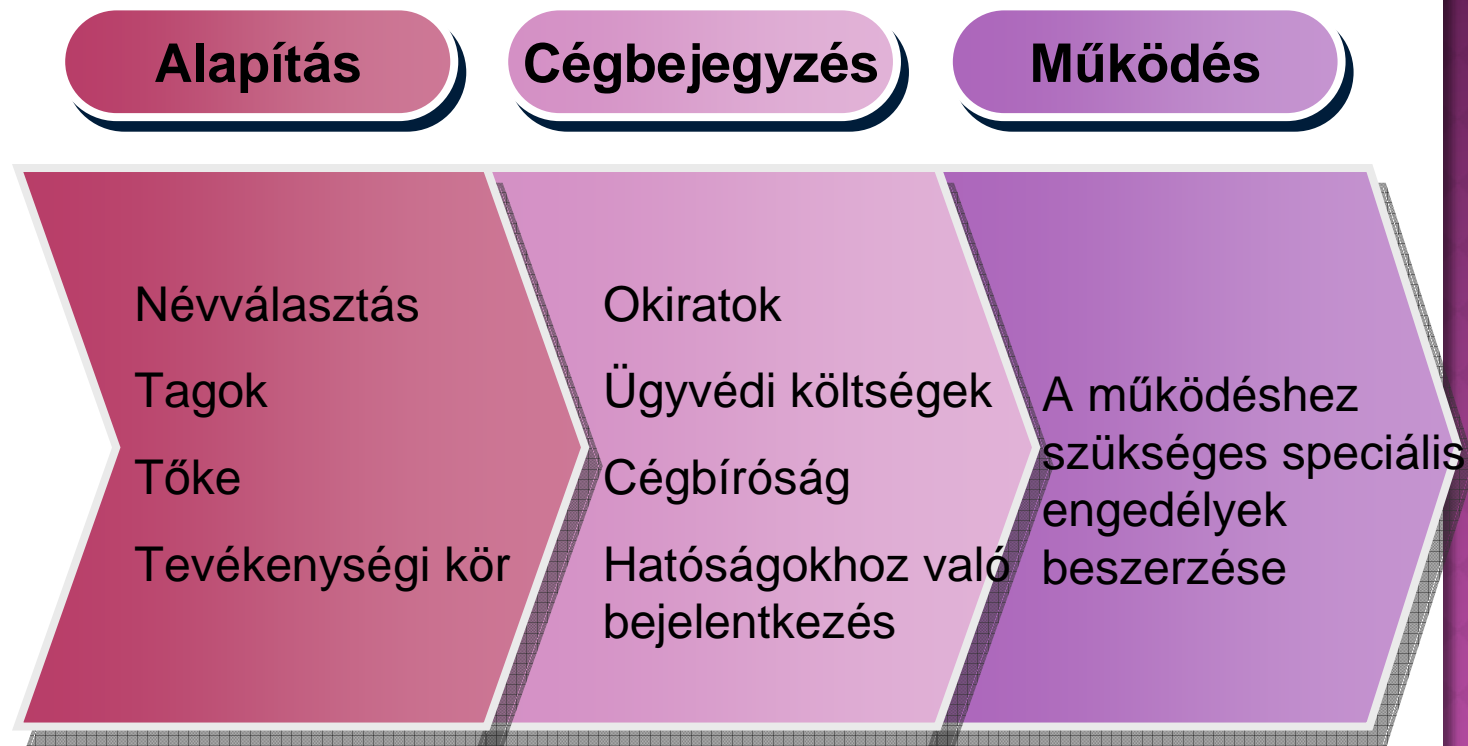 Alapítás
Cégbejegyzés
Működés
Névválasztás
Tagok
Tőke
Tevékenységi kör
Okiratok
Ügyvédi költségek
Cégbíróság
Hatóságokhoz való
bejelentkezés
A működéshez
szükséges speciális
engedélyek
beszerzése